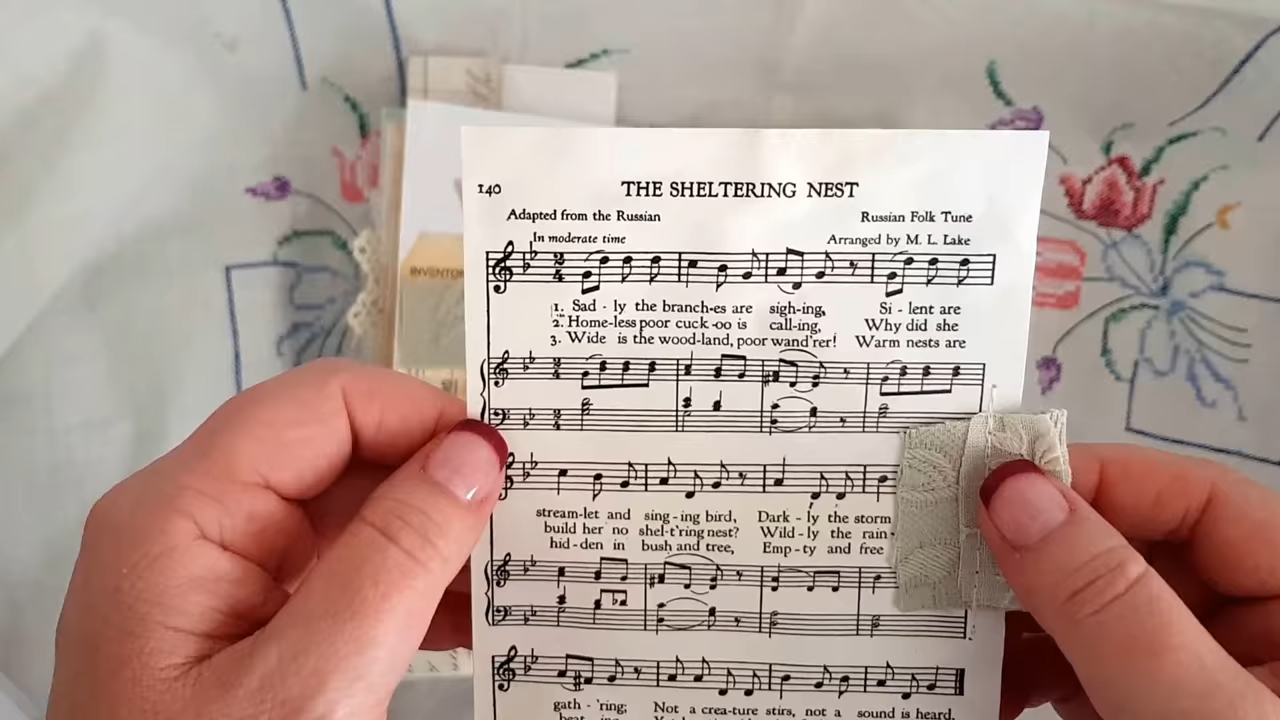 140
THE SHELTERING NEST
Adapted from the Russian
Russian Folk Tune
In moderate time
Arranged by M. L. Lake
1. Sad - ly the branch-es are sigh-ing, Si - lent are
2. Home-less poor cuck-oo is call-ing, Why did she
3. Wide is the wood-land, poor wand'rer! Warm nests are
INVENTOR
stream-let and sing-ing bird, Dark - ly the storm
build her no shel-t'ring nest? Wild - ly the rain
hid-den in bush and tree, Emp - ty and free
gath - 'ring; Not a crea-ture stirs, not a sound is heard,